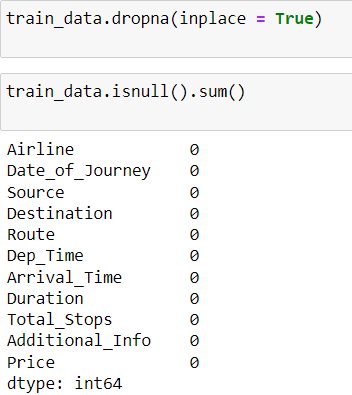 train_data.dropna(inplace = True)
train_data.isnull().sum()
Airline 0
Date_of_Journey 0
Source 0
Destination 0
Route 0
Dep_Time 0
Arrival_Time 0
Duration 0
Total_Stops 0
Additional_Info 0
Price 0
dtype: int64